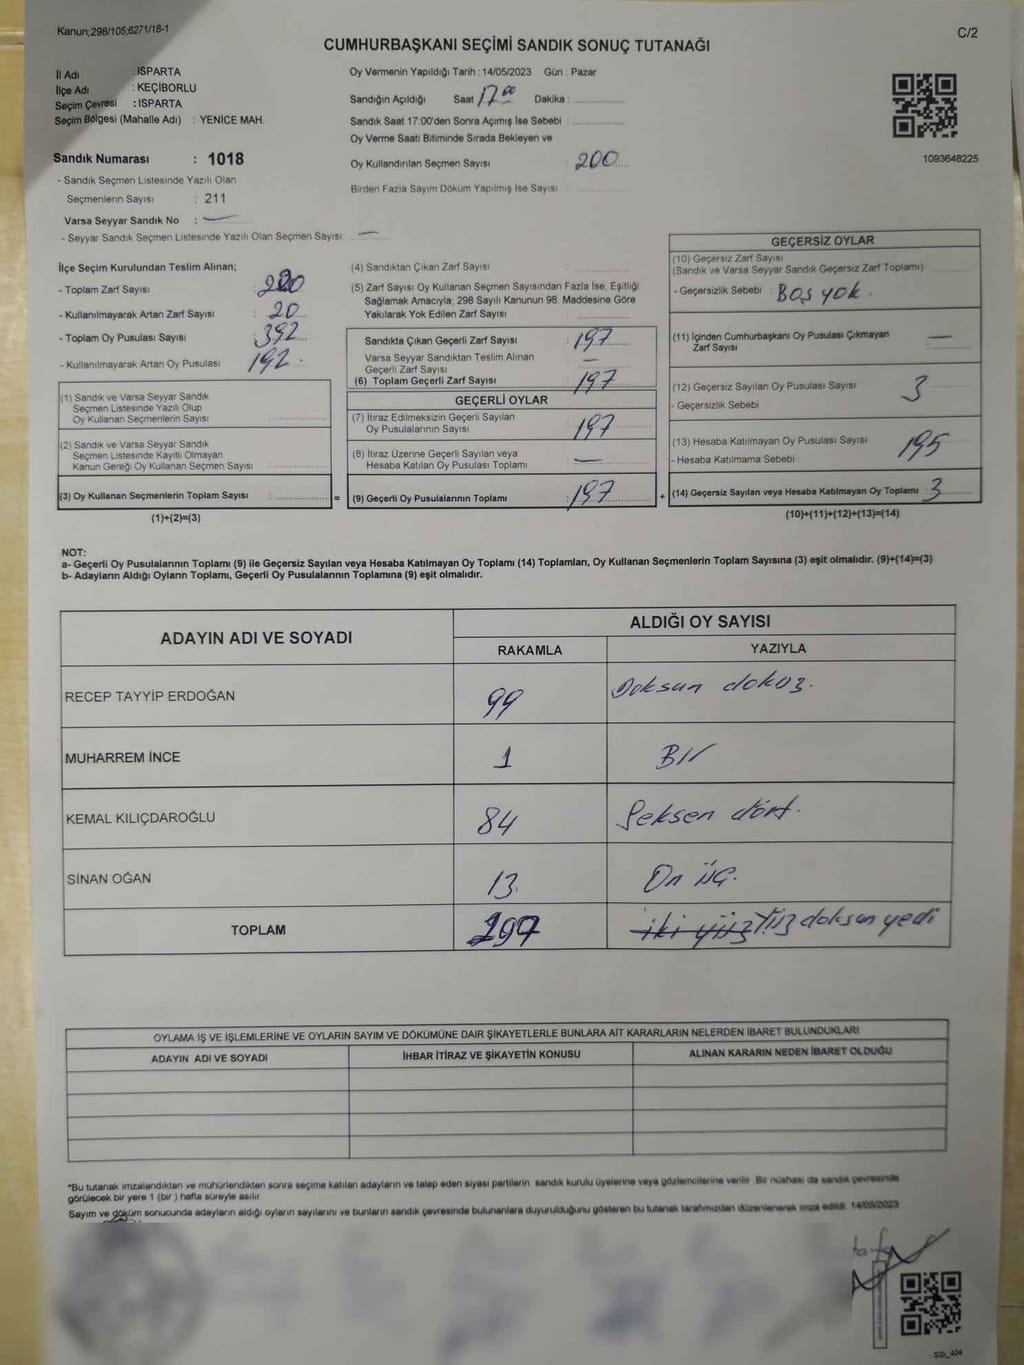 Kanun;298/105;6271/18-1
C/2
CUMHURBAŞKANI SEÇİMİ SANDIK SONUÇ TUTANAĞI
İl Adı : ISPARTA
İlçe Adı : KEÇİBORLU
Seçim Çevresi : ISPARTA
Seçim Bölgesi (Mahalle Adı) : YENİCE MAH.
Sandık Numarası : 1018
- Sandık Seçmen Listesinde Yazılı Olan
Seçmenlerin Sayısı : 211
Varsa Seyyar Sandık No : —
- Seyyar Sandık Seçmen Listesinde Yazılı Olan Seçmen Sayısı: —
Oy Vermenin Yapıldığı Tarih : 14/05/2023 Gün : Pazar
Sandığın Açıldığı Saat 17.00 Dakika :
Sandık Saat 17:00'den Sonra Açılmış İse Sebebi :
Oy Verme Saati Bitiminde Sırada Bekleyen ve
Oy Kullandırılan Seçmen Sayısı : 200
Birden Fazla Sayım Döküm Yapılmış İse Sayısı :
1093648225
İlçe Seçim Kurulundan Teslim Alınan;
- Toplam Zarf Sayısı : 220
- Kullanılmayarak Artan Zarf Sayısı : 20
- Toplam Oy Pusulası Sayısı : 392
- Kullanılmayarak Artan Oy Pusulası : 192
(1) Sandık ve Varsa Seyyar Sandık
Seçmen Listesinde Yazılı Olup
Oy Kullanan Seçmenlerin Sayısı :
(2) Sandık ve Varsa Seyyar Sandık
Seçmen Listesinde Kayıtlı Olmayan
Kanun Gereği Oy Kullanan Seçmen Sayısı :
(3) Oy Kullanan Seçmenlerin Toplam Sayısı : =
(1)+(2)=(3)
(4) Sandıktan Çıkan Zarf Sayısı :
(5) Zarf Sayısı Oy Kullanan Seçmen Sayısından Fazla İse, Eşitliği
Sağlamak Amacıyla, 298 Sayılı Kanunun 98. Maddesine Göre
Yakılarak Yok Edilen Zarf Sayısı :
Sandıkta Çıkan Geçerli Zarf Sayısı : 197
Varsa Seyyar Sandıktan Teslim Alınan
Geçerli Zarf Sayısı : —
(6) Toplam Geçerli Zarf Sayısı : 197
GEÇERLİ OYLAR
(7) İtiraz Edilmeksizin Geçerli Sayılan
Oy Pusulalarının Sayısı : 197
(8) İtiraz Üzerine Geçerli Sayılan veya
Hesaba Katılan Oy Pusulası Toplamı : —
(9) Geçerli Oy Pusulalarının Toplamı : 197 +
GEÇERSİZ OYLAR
(10) Geçersiz Zarf Sayısı
(Sandık ve Varsa Seyyar Sandık Geçersiz Zarf Toplamı) :
- Geçersizlik Sebebi : Boş yok.
(11) İçinden Cumhurbaşkanı Oy Pusulası Çıkmayan
Zarf Sayısı : —
(12) Geçersiz Sayılan Oy Pusulası Sayısı : 3
- Geçersizlik Sebebi :
(13) Hesaba Katılmayan Oy Pusulası Sayısı : 195
- Hesaba Katılmama Sebebi :
(14) Geçersiz Sayılan veya Hesaba Katılmayan Oy Toplamı : 3
(10)+(11)+(12)+(13)=(14)
NOT:
a- Geçerli Oy Pusulalarının Toplamı (9) ile Geçersiz Sayılan veya Hesaba Katılmayan Oy Toplamı (14) Toplamları, Oy Kullanan Seçmenlerin Toplam Sayısına (3) eşit olmalıdır. (9)+(14)=(3)
b- Adayların Aldığı Oyların Toplamı, Geçerli Oy Pusulalarının Toplamına (9) eşit olmalıdır.
ADAYIN ADI VE SOYADI
ALDIĞI OY SAYISI
RAKAMLA
YAZIYLA
RECEP TAYYİP ERDOĞAN 99 Doksan dokuz.
MUHARREM İNCE 1 Bir
KEMAL KILIÇDAROĞLU 84 Seksen dört.
SİNAN OĞAN 13. On üç.
TOPLAM 197 iki yüz Yüz doksan yedi
OYLAMA İŞ VE İŞLEMLERİNE VE OYLARIN SAYIM VE DÖKÜMÜNE DAİR ŞİKAYETLERLE BUNLARA AİT KARARLARIN NELERDEN İBARET BULUNDUKLARI
ADAYIN ADI VE SOYADI
İHBAR İTİRAZ VE ŞİKAYETİN KONUSU
ALINAN KARARIN NEDEN İBARET OLDUĞU
*Bu tutanak imzalandıktan ve mühürlendikten sonra seçime katılan adayların ve talep eden siyasi partilerin sandık kurulu üyelerine veya gözlemcilerine verilir. Bir nüshası da sandık çevresinde
görülecek bir yere 1 (bir ) hafta süreyle asılır.
Sayım ve döküm sonucunda adayların aldığı oyların sayılarını ve bunların sandık çevresinde bulunanlara duyurulduğunu gösteren bu tutanak tarafımızdan düzenlenerek imza edildi. 14/05/2023